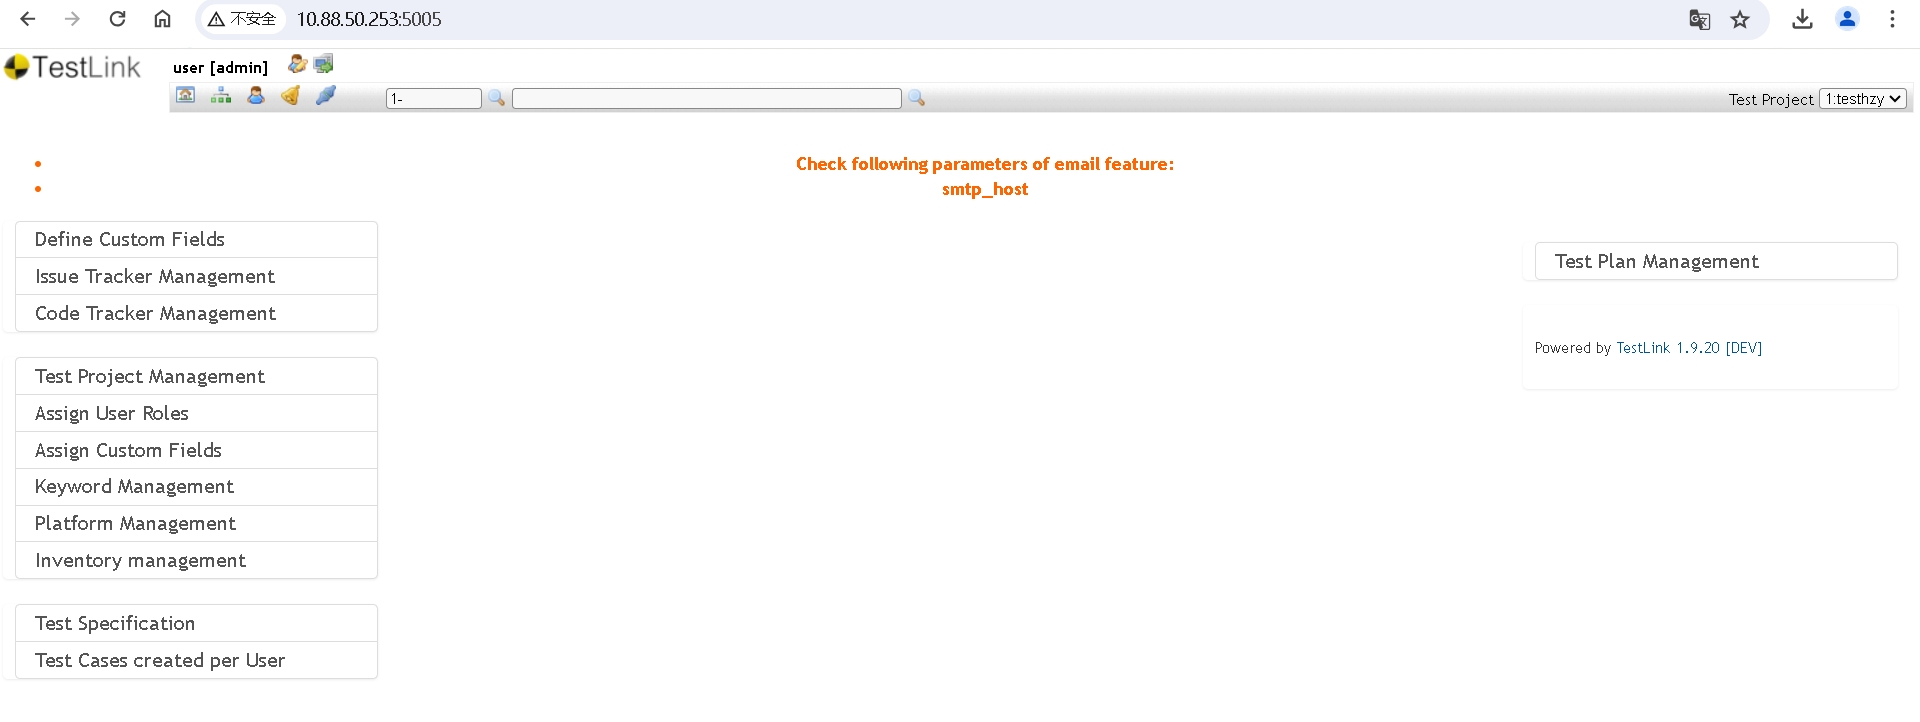 不安全 10.88.50.253:5005
TestLink user [admin]
1- Test Project 1:testhzy
Check following parameters of email feature:
smtp_host
Define Custom Fields
Issue Tracker Management
Code Tracker Management
Test Project Management
Assign User Roles
Assign Custom Fields
Keyword Management
Platform Management
Inventory management
Test Specification
Test Cases created per User
Test Plan Management
Powered by TestLink 1.9.20 [DEV]